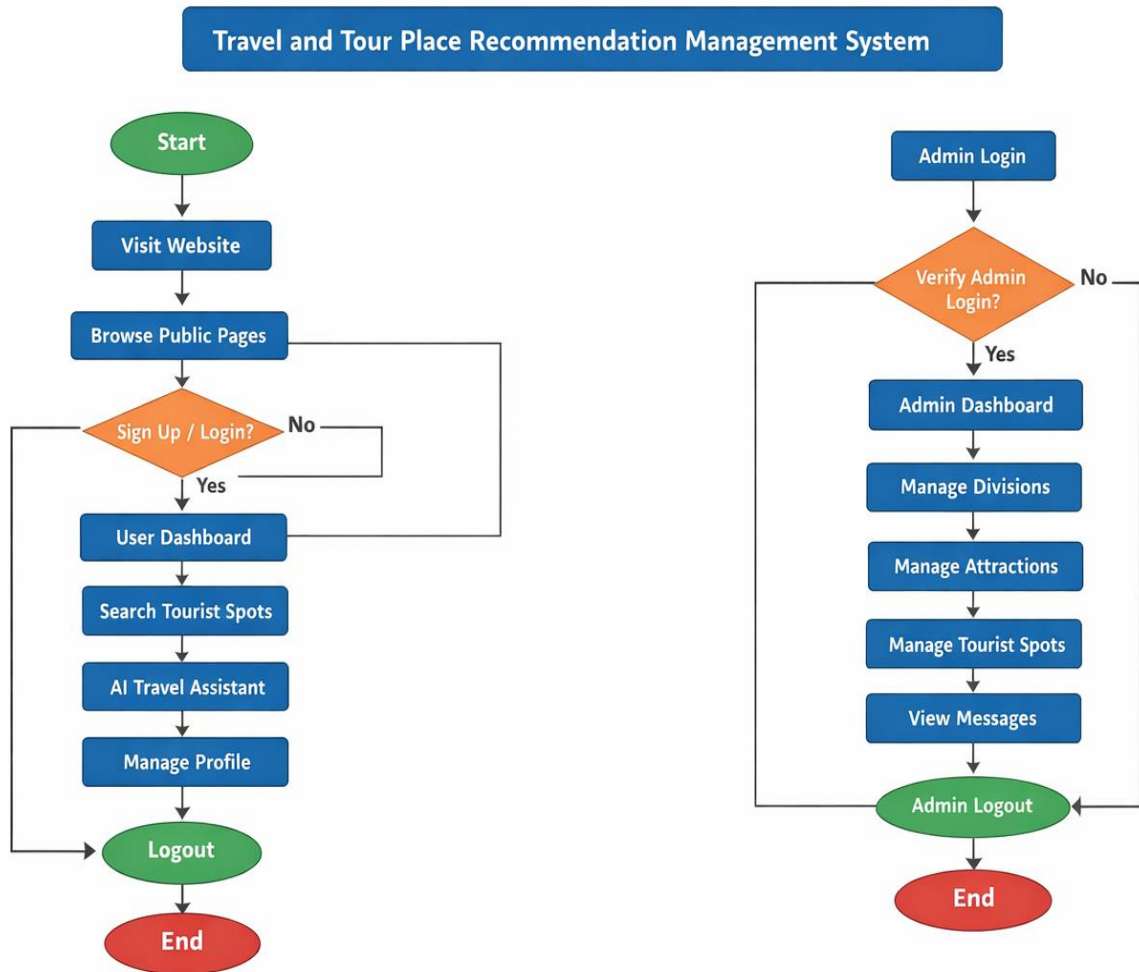 Travel and Tour Place Recommendation Management System
Start
Visit Website
Browse Public Pages
Sign Up / Login?
No
Yes
User Dashboard
Search Tourist Spots
AI Travel Assistant
Manage Profile
Logout
End
Admin Login
Verify Admin
Login?
No
Yes
Admin Dashboard
Manage Divisions
Manage Attractions
Manage Tourist Spots
View Messages
Admin Logout
End